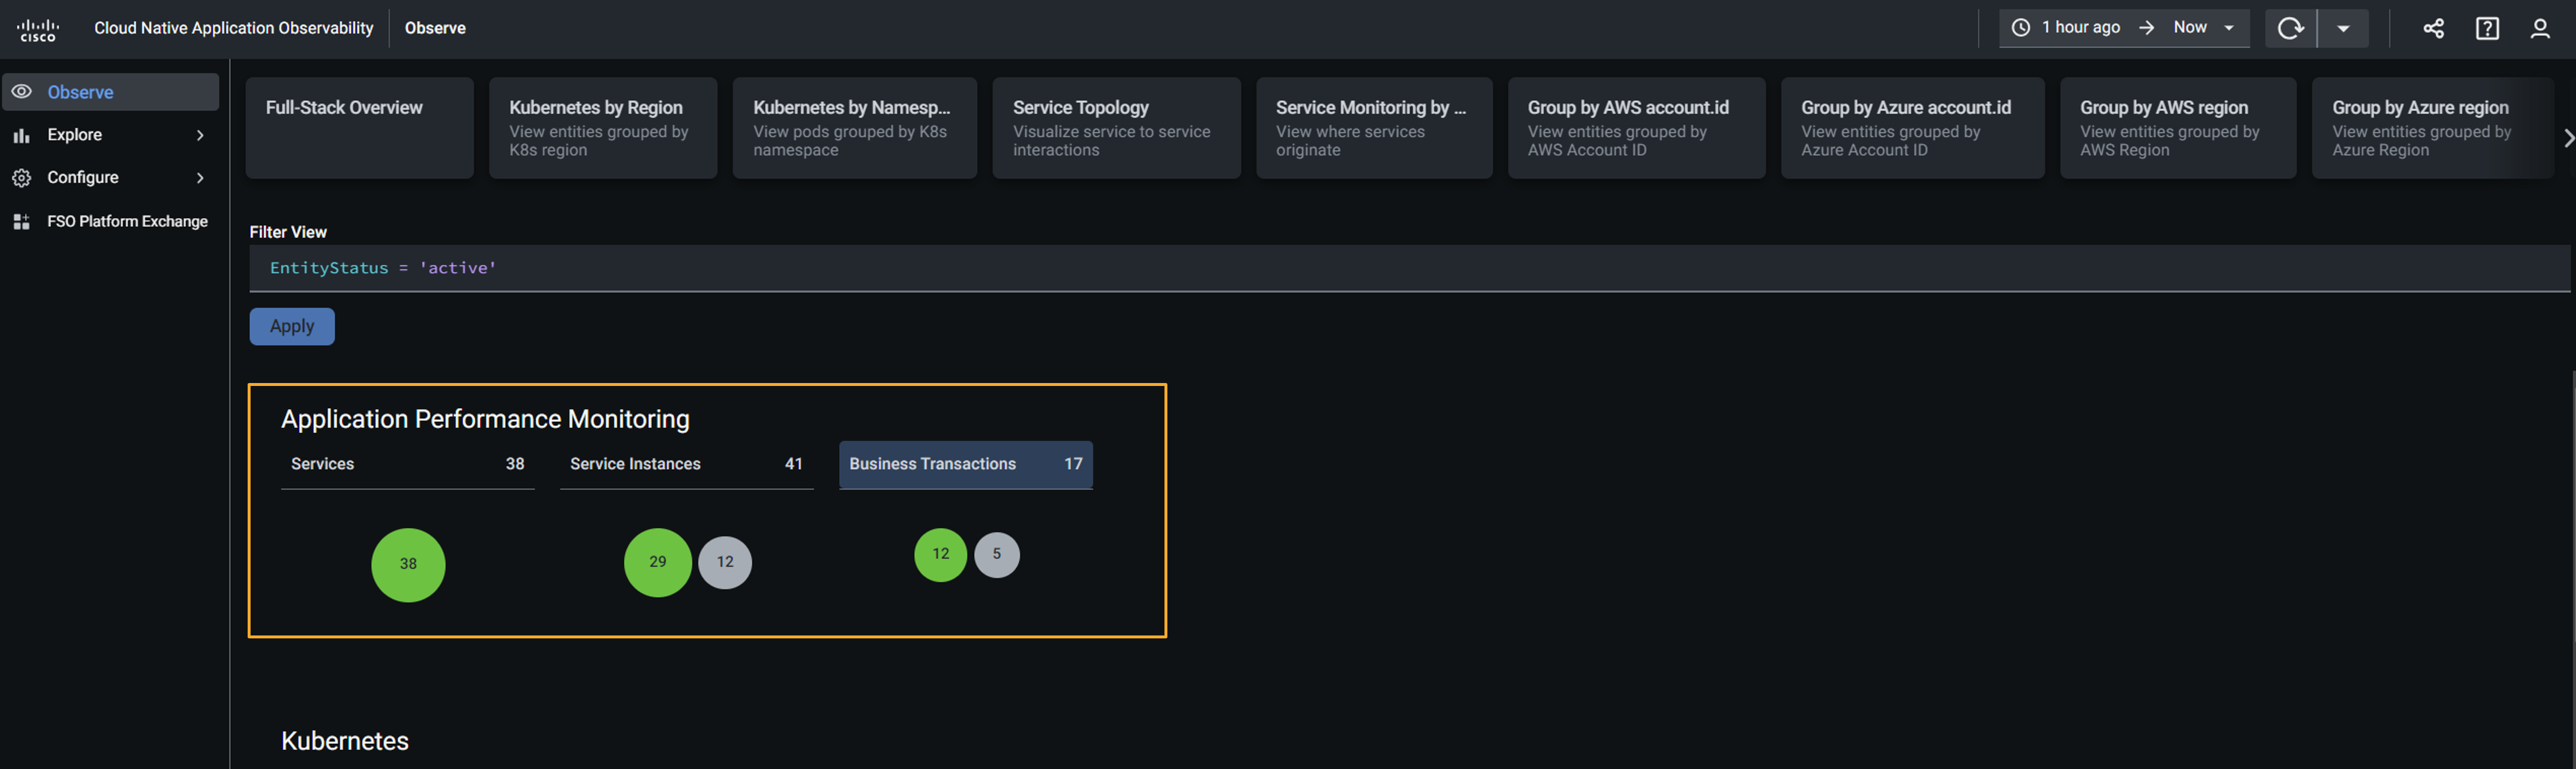 cisco
Cloud Native Application Observability
Observe
1 hour ago
Now
Observe
Explore
Configure
FSO Platform Exchange
Full-Stack Overview
Kubernetes by Region
View entities grouped by
K8s region
Kubernetes by Namesp...
View pods grouped by K8s
namespace
Service Topology
Visualize service to service
interactions
Service Monitoring by ...
View where services
originate
Group by AWS account.id
View entities grouped by
AWS Account ID
Group by Azure account.id
View entities grouped by
Azure Account ID
Group by AWS region
View entities grouped by
AWS Region
Group by Azure region
View entities grouped by
Azure Region
Filter View
EntityStatus = 'active'
Apply
Application Performance Monitoring
Services 38
Service Instances 41
Business Transactions 17
38
29
12
12
5
Kubernetes